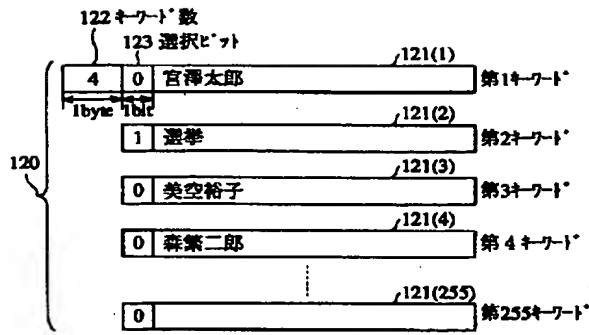 122 キーワード数
123 選択ビット
121(1)
4 0 宮澤太郎 第1キーワード
1byte 1bit
121(2)
1 選挙 第2キーワード
120
121(3)
0 美空裕子 第3キーワード
121(4)
0 森繁二郎 第4キーワード
121(255)
0 第255キーワード